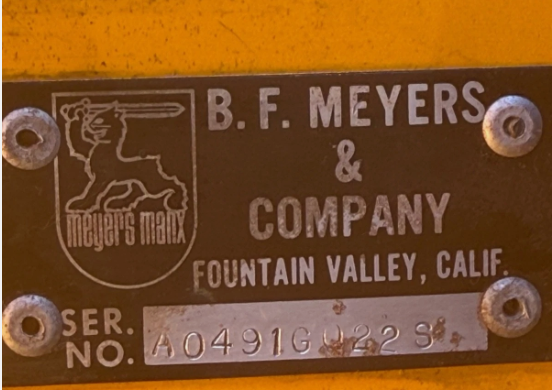 B. F. MEYERS
&
COMPANY
meyers manx
FOUNTAIN VALLEY, CALIF.
SER.
NO. A0491G022S